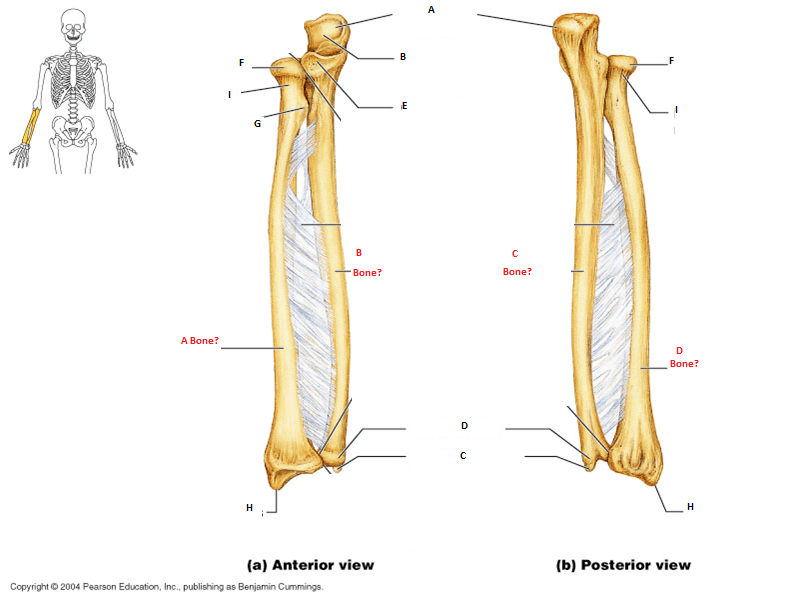 A
B
F
F
I
E
I
G
B
Bone?
C
Bone?
A Bone?
D
Bone?
D
C
H
H
(a) Anterior view
(b) Posterior view
Copyright © 2004 Pearson Education, Inc., publishing as Benjamin Cummings.